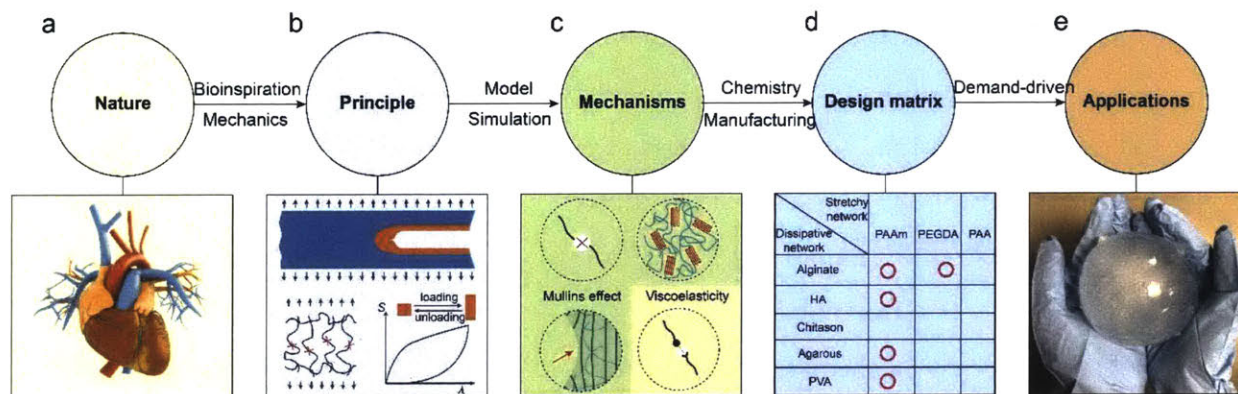 a
b
c
d
e
Nature
Bioinspiration
Mechanics
Principle
Model
Simulation
Mechanisms
Chemistry
Manufacturing
Design matrix
Demand-driven
Applications
S
loading
unloading
Mullins effect
Viscoelasticity
Stretchy
network
Dissipative
network
PAAm
PEGDA
PAA
Alginate
HA
Chitason
Agarous
PVA